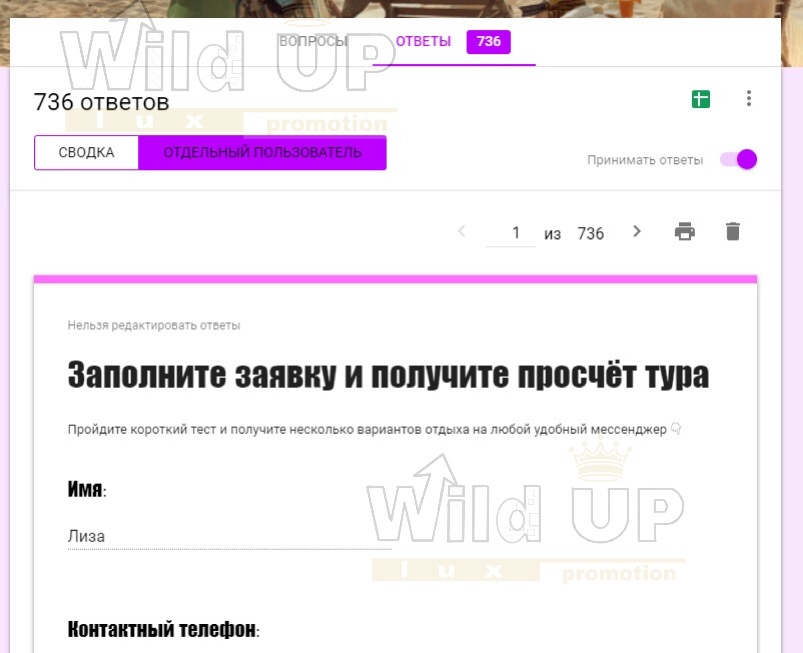 ВОПРОСЫ ОТВЕТЫ 736
Wild UP
lux promotion
736 ответов
СВОДКА ОТДЕЛЬНЫЙ ПОЛЬЗОВАТЕЛЬ
Принимать ответы
1 из 736
Нельзя редактировать ответы
Заполните заявку и получите просчёт тура
Пройдите короткий тест и получите несколько вариантов отдыха на любой удобный мессенджер 👇
Имя:
Лиза
Wild UP
lux promotion
Контактный телефон: